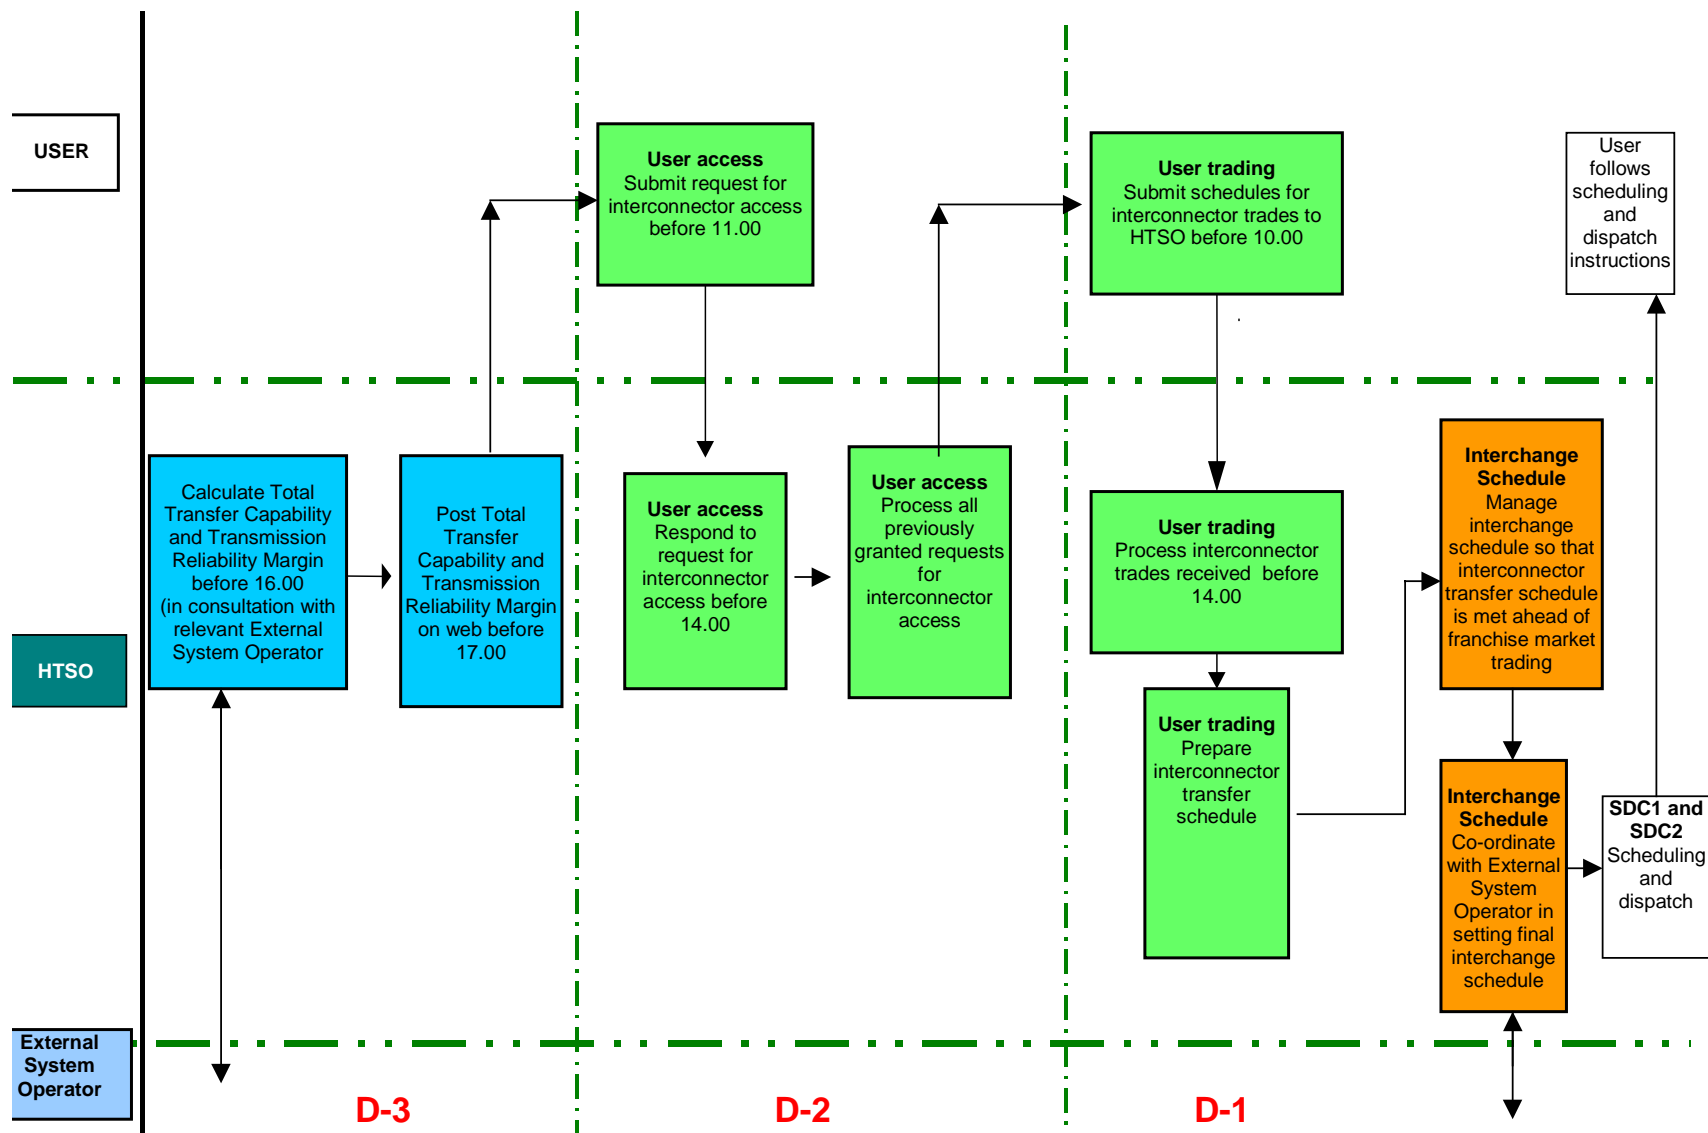 USER
User access
Submit request for
interconnector access
before 11.00
User trading
Submit schedules for
interconnector trades to
HTSO before 10.00
User
follows
scheduling
and
dispatch
instructions
.
HTSO
Calculate Total
Transfer Capability
and Transmission
Reliability Margin
before 16.00
(in consultation with
relevant External
System Operator
Post Total
Transfer
Capability and
Transmission
Reliability Margin
on web before
17.00
User access
Respond to
request for
interconnector
access before
14.00
User access
Process all
previously
granted requests
for
interconnector
access
User trading
Process interconnector
trades received before
14.00
User trading
Prepare
interconnector
transfer
schedule
Interchange
Schedule
Manage
interchange
schedule so that
interconnector
transfer schedule
is met ahead of
franchise market
trading
Interchange
Schedule
Co-ordinate
with External
System
Operator in
setting final
interchange
schedule
SDC1 and
SDC2
Scheduling
and
dispatch
External
System
Operator
D-3
D-2
D-1